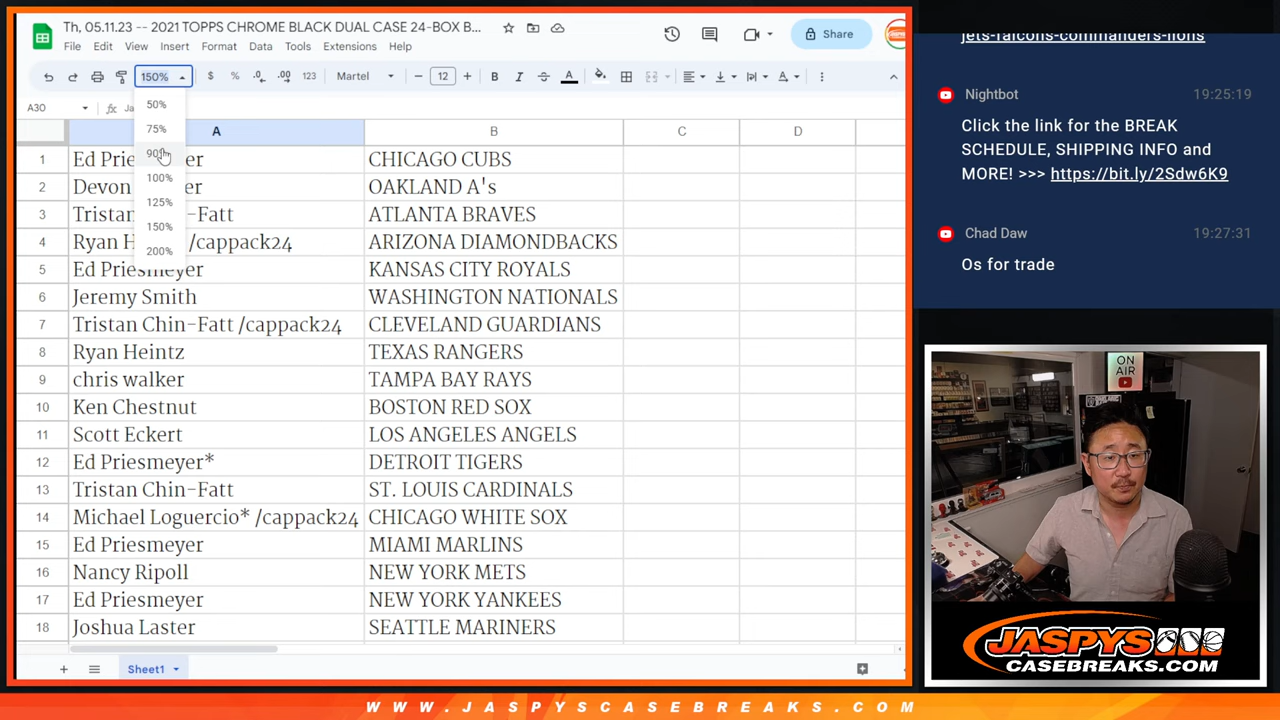 Th, 05.11.23 -- 2021 TOPPS CHROME BLACK DUAL CASE 24-BOX B...
File Edit View Insert Format Data Tools Extensions Help
Share
150% $ % .0 .00 123 Martel 12 B I A
A30 fx Ja
50%
75%
90%
100%
125%
150%
200%
A B C D
1 Ed Prie er CHICAGO CUBS
2 Devon er OAKLAND A's
3 Tristan -Fatt ATLANTA BRAVES
4 Ryan H /cappack24 ARIZONA DIAMONDBACKS
5 Ed Priesmeyer KANSAS CITY ROYALS
6 Jeremy Smith WASHINGTON NATIONALS
7 Tristan Chin-Fatt /cappack24 CLEVELAND GUARDIANS
8 Ryan Heintz TEXAS RANGERS
9 chris walker TAMPA BAY RAYS
10 Ken Chestnut BOSTON RED SOX
11 Scott Eckert LOS ANGELES ANGELS
12 Ed Priesmeyer* DETROIT TIGERS
13 Tristan Chin-Fatt ST. LOUIS CARDINALS
14 Michael Loguercio* /cappack24 CHICAGO WHITE SOX
15 Ed Priesmeyer MIAMI MARLINS
16 Nancy Ripoll NEW YORK METS
17 Ed Priesmeyer NEW YORK YANKEES
18 Joshua Laster SEATTLE MARINERS
Sheet1
jets-falcons-commanders-lions
Nightbot 19:25:19
Click the link for the BREAK
SCHEDULE, SHIPPING INFO and
MORE! >>> https://bit.ly/2Sdw6K9
Chad Daw 19:27:31
Os for trade
ON
AIR
JASPYS
CASEBREAKS.COM
WWW.JASPYSCASEBREAKS.COM